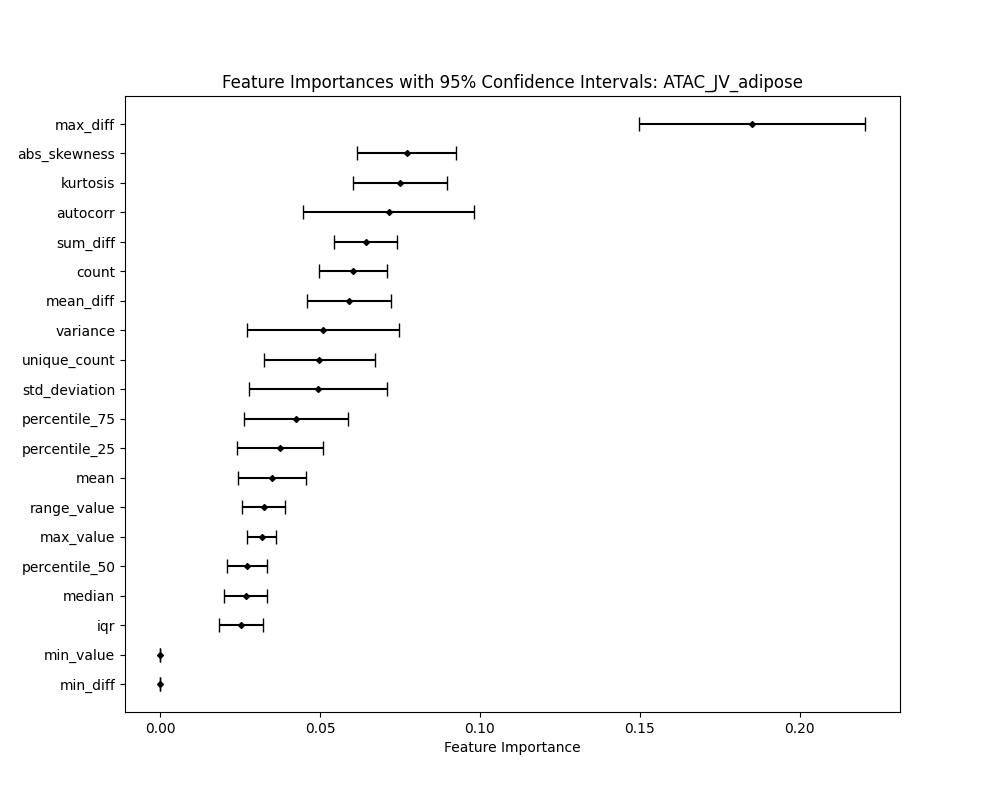 Feature Importances with 95% Confidence Intervals: ATAC_JV_adipose
max_diff
abs_skewness
kurtosis
autocorr
sum_diff
count
mean_diff
variance
unique_count
std_deviation
percentile_75
percentile_25
mean
range_value
max_value
percentile_50
median
iqr
min_value
min_diff
0.00 0.05 0.10 0.15 0.20
Feature Importance